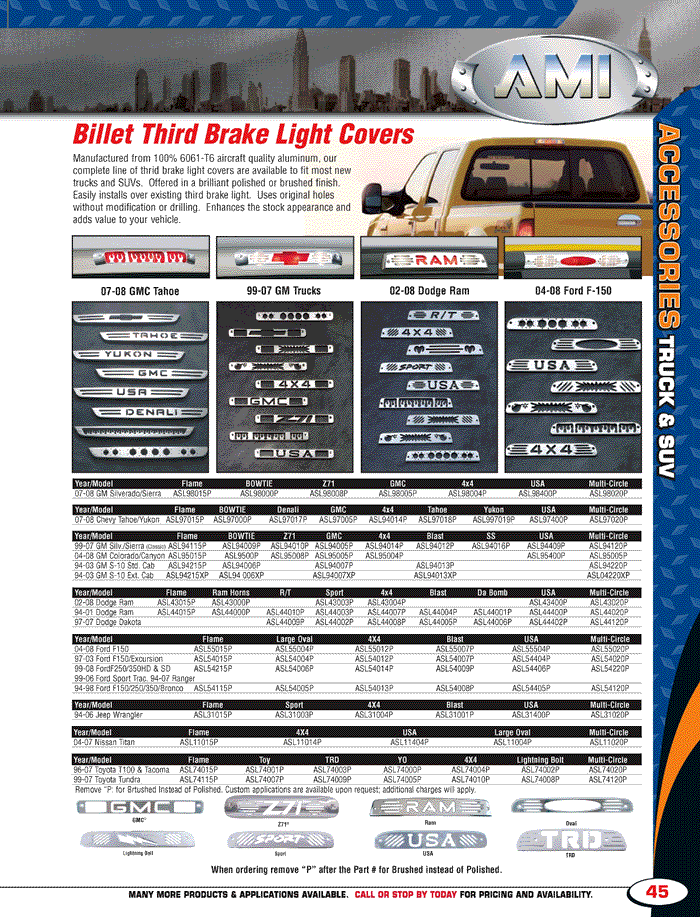 AMI
Billet Third Brake Light Covers
Manufactured from 100% 6061-T6 aircraft quality aluminum, our
complete line of thrid brake light covers are available to fit most new
trucks and SUVs. Offered in a brilliant polished or brushed finish.
Easily installs over existing third brake light. Uses original holes
without modification or drilling. Enhances the stock appearance and
adds value to your vehicle.
ACCESSORIES TRUCK & SUV
RAM
07-08 GMC Tahoe 99-07 GM Trucks 02-08 Dodge Ram 04-08 Ford F-150
TAHOE
YUKON
GMC
USA
DENALI
4X4
GMC
Z71
USA
R/T
4X4
SPORT
USA
USA
4X4
Year/Model Flame BOWTIE Z71 GMC 4x4 USA Multi-Circle
07-08 GM Silverado/Sierra ASL98015P ASL98000P ASL98008P ASL98005P ASL98004P ASL98400P ASL98020P
Year/Model Flame BOWTIE Denali GMC 4x4 Tahoe Yukon USA Multi-Circle
07-08 Chevy Tahoe/Yukon ASL97015P ASL97000P ASL97017P ASL97005P ASL94014P ASL97018P ASL997019P ASL97400P ASL97020P
Year/Model Flame BOWTIE Z71 GMC 4x4 Blast SS USA Multi-Circle
99-07 GM Silv./Sierra (Classic) ASL94115P ASL94009P ASL94010P ASL94005P ASL94014P ASL94012P ASL94016P ASL94409P ASL94120P
04-08 GM Colorado/Canyon ASL95015P ASL9500P ASL95008P ASL95005P ASL95004P ASL95400P ASL95005P
94-03 GM S-10 Std. Cab ASL94215P ASL94006P ASL94007P ASL94013P ASL94220P
94-03 GM S-10 Ext. Cab ASL94215XP ASL94 006XP ASL94007XP ASL94013XP ASL04220XP
Year/Model Flame Ram Horns R/T Sport 4x4 Blast Da Bomb USA Multi-Circle
02-08 Dodge Ram ASL43015P ASL43000P ASL43003P ASL43004P ASL43400P ASL43020P
94-01 Dodge Ram ASL44015P ASL44000P ASL44010P ASL44003P ASL44007P ASL44004P ASL44001P ASL44400P ASL44020P
97-07 Dodge Dakota ASL44009P ASL44002P ASL44008P ASL44005P ASL44006P ASL44402P ASL44120P
Year/Model Flame Large Oval 4X4 Blast USA Multi-Circle
04-08 Ford F150 ASL55015P ASL55004P ASL55012P ASL55007P ASL55504P ASL55020P
97-03 Ford F150/Excursion ASL54015P ASL54004P ASL54012P ASL54007P ASL54404P ASL54020P
99-08 FordF250/350HD & SD ASL54215P ASL54006P ASL54014P ASL54009P ASL54406P ASL54220P
99-06 Ford Sport Trac, 94-07 Ranger
94-98 Ford F150/250/350/Bronco ASL54115P ASL54005P ASL54013P ASL54008P ASL54405P ASL54120P
Year/Model Flame Sport 4X4 Blast USA Multi-Circle
94-06 Jeep Wrangler ASL31015P ASL31003P ASL31004P ASL31001P ASL31400P ASL31020P
Year/Model Flame 4X4 USA Large Oval Multi-Circle
04-07 Nissan Titan ASL11015P ASL11014P ASL11404P ASL11004P ASL11020P
Year/Model Flame Toy TRD YO 4X4 Lightning Bolt Multi-Circle
96-07 Toyota T100 & Tacoma ASL74015P ASL74001P ASL74003P ASL74000P ASL74004P ASL74002P ASL74020P
99-07 Toyota Tundra ASL74115P ASL74007P ASL74009P ASL74005P ASL74010P ASL74008P ASL74120P
Remove "P: for Brtushed Instead of Polished. Custom applications are available upon request; additional charges will apply.
GMC Z71 RAM
GMC® Z71® Ram Oval
SPORT USA TRD
Lightning Bolt Sport USA TRD
When ordering remove "P" after the Part # for Brushed instead of Polished.
MANY MORE PRODUCTS & APPLICATIONS AVAILABLE. CALL OR STOP BY TODAY FOR PRICING AND AVAILABILITY.
45